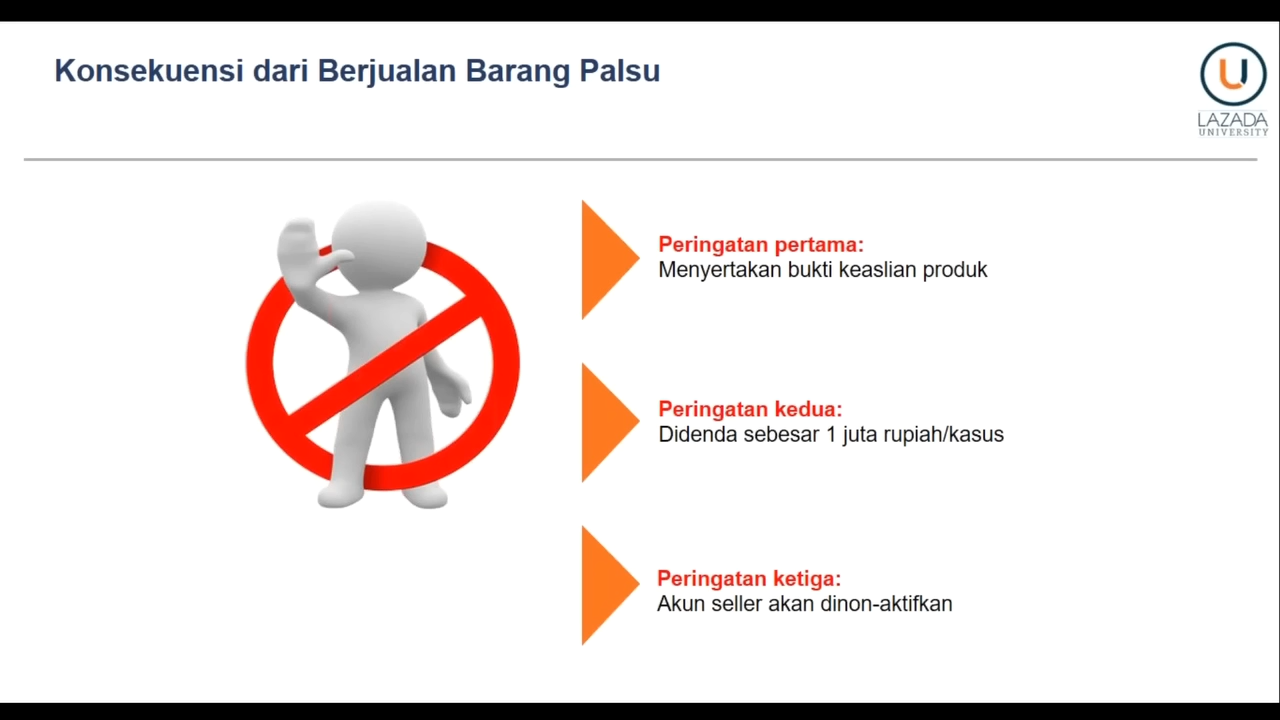 Konsekuensi dari Berjualan Barang Palsu
LAZADA
UNIVERSITY
Peringatan pertama:
Menyertakan bukti keaslian produk
Peringatan kedua:
Didenda sebesar 1 juta rupiah/kasus
Peringatan ketiga:
Akun seller akan dinon-aktifkan